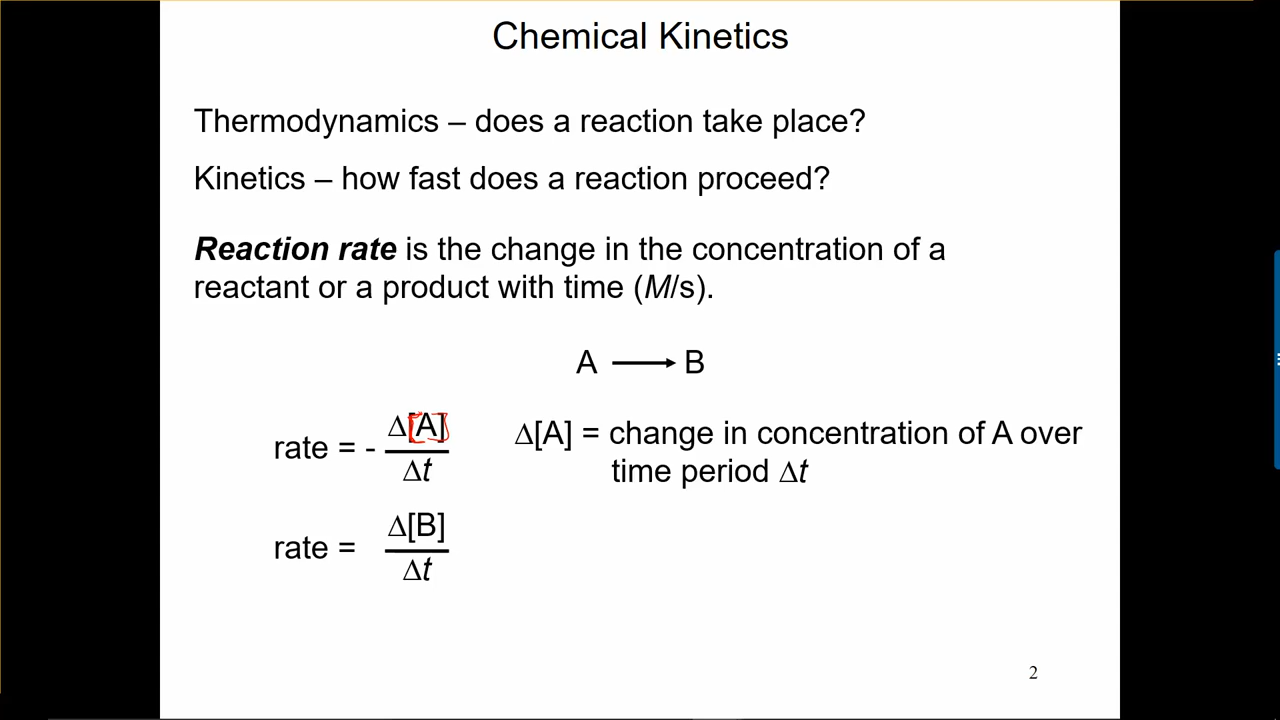 Chemical Kinetics
Thermodynamics – does a reaction take place?
Kinetics – how fast does a reaction proceed?
Reaction rate is the change in the concentration of a
reactant or a product with time (M/s).
A ⟶ B
rate = - Δ[A]
Δt
Δ[A] = change in concentration of A over
time period Δt
rate = Δ[B]
Δt
2